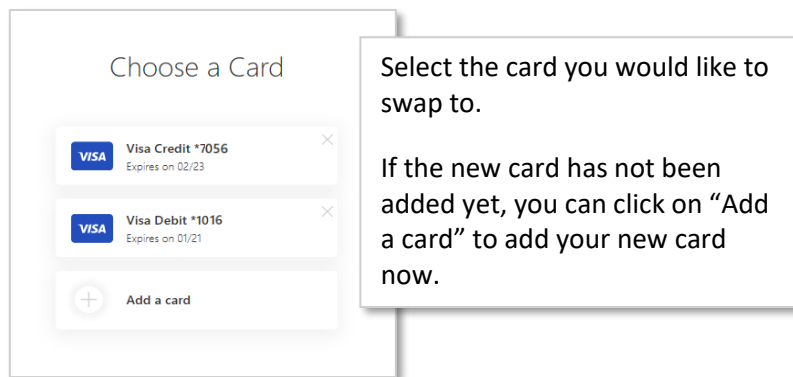 Choose a Card
VISA
Visa Credit *7056
Expires on 02/23
VISA
Visa Debit *1016
Expires on 01/21
Add a card
Select the card you would like to
swap to.
If the new card has not been
added yet, you can click on “Add
a card” to add your new card
now.